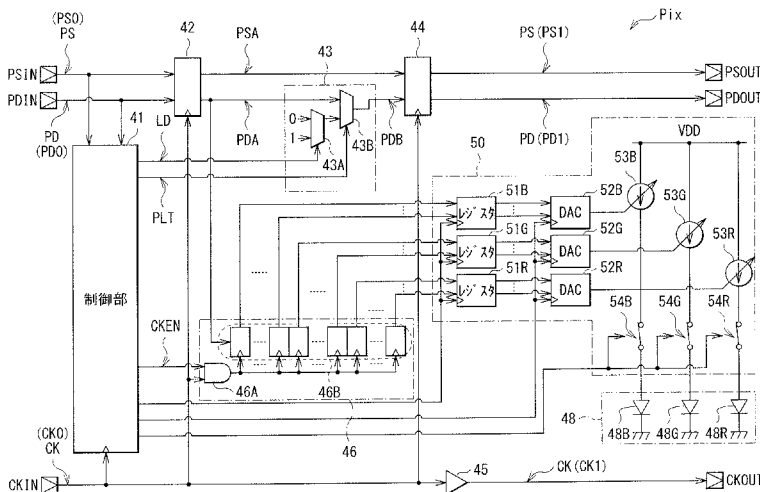 Pix
(PS0)
PS
42
PSA
44
PS(PS1)
43
PSIN
PSOUT
PDIN
PDOUT
PD
(PD0)
LD
41
PDA
0
1
43B
43A
PDB
PD(PD1)
VDD
PLT
50
53B
51B
52B
レジスタ
DAC
53G
51G
52G
レジスタ
DAC
53R
51R
52R
レジスタ
DAC
制御部
54B
54G
54R
CKEN
46A
46B
46
48
48B
48G
48R
(CK0)
CK
CKIN
45
CK(CK1)
CKOUT